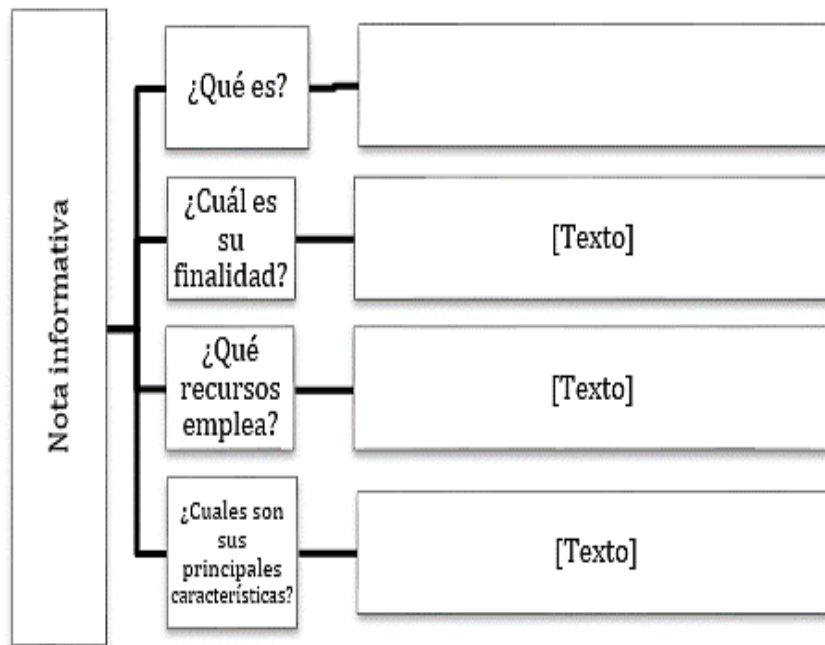 Nota informativa
¿Qué es?
¿Cuál es
su
finalidad?
[Texto]
¿Qué
recursos
emplea?
[Texto]
¿Cuales son
sus
principales
características?
[Texto]